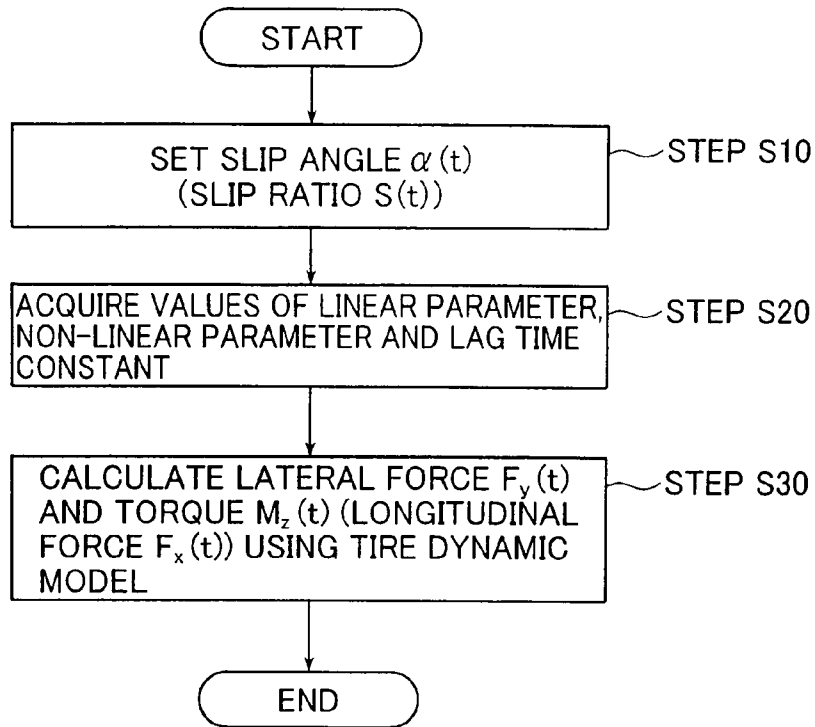 START
SET SLIP ANGLE α(t)
(SLIP RATIO S(t))
STEP S10
ACQUIRE VALUES OF LINEAR PARAMETER,
NON-LINEAR PARAMETER AND LAG TIME
CONSTANT
STEP S20
CALCULATE LATERAL FORCE Fy(t)
AND TORQUE Mz(t) (LONGITUDINAL
FORCE Fx(t)) USING TIRE DYNAMIC
MODEL
STEP S30
END